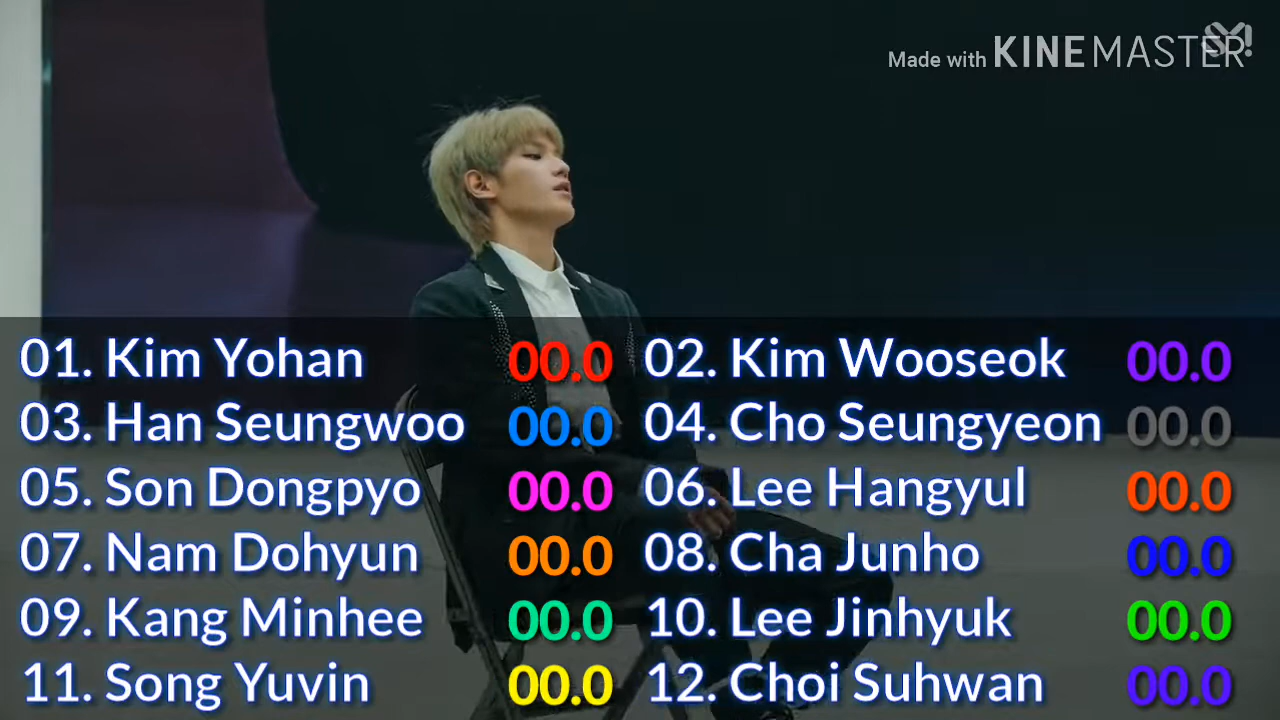 Made with KINEMASTER
01. Kim Yohan 00.0 02. Kim Wooseok 00.0
03. Han Seungwoo 00.0 04. Cho Seungyeon 00.0
05. Son Dongpyo 00.0 06. Lee Hangyul 00.0
07. Nam Dohyun 00.0 08. Cha Junho 00.0
09. Kang Minhee 00.0 10. Lee Jinhyuk 00.0
11. Song Yuvin 00.0 12. Choi Suhwan 00.0